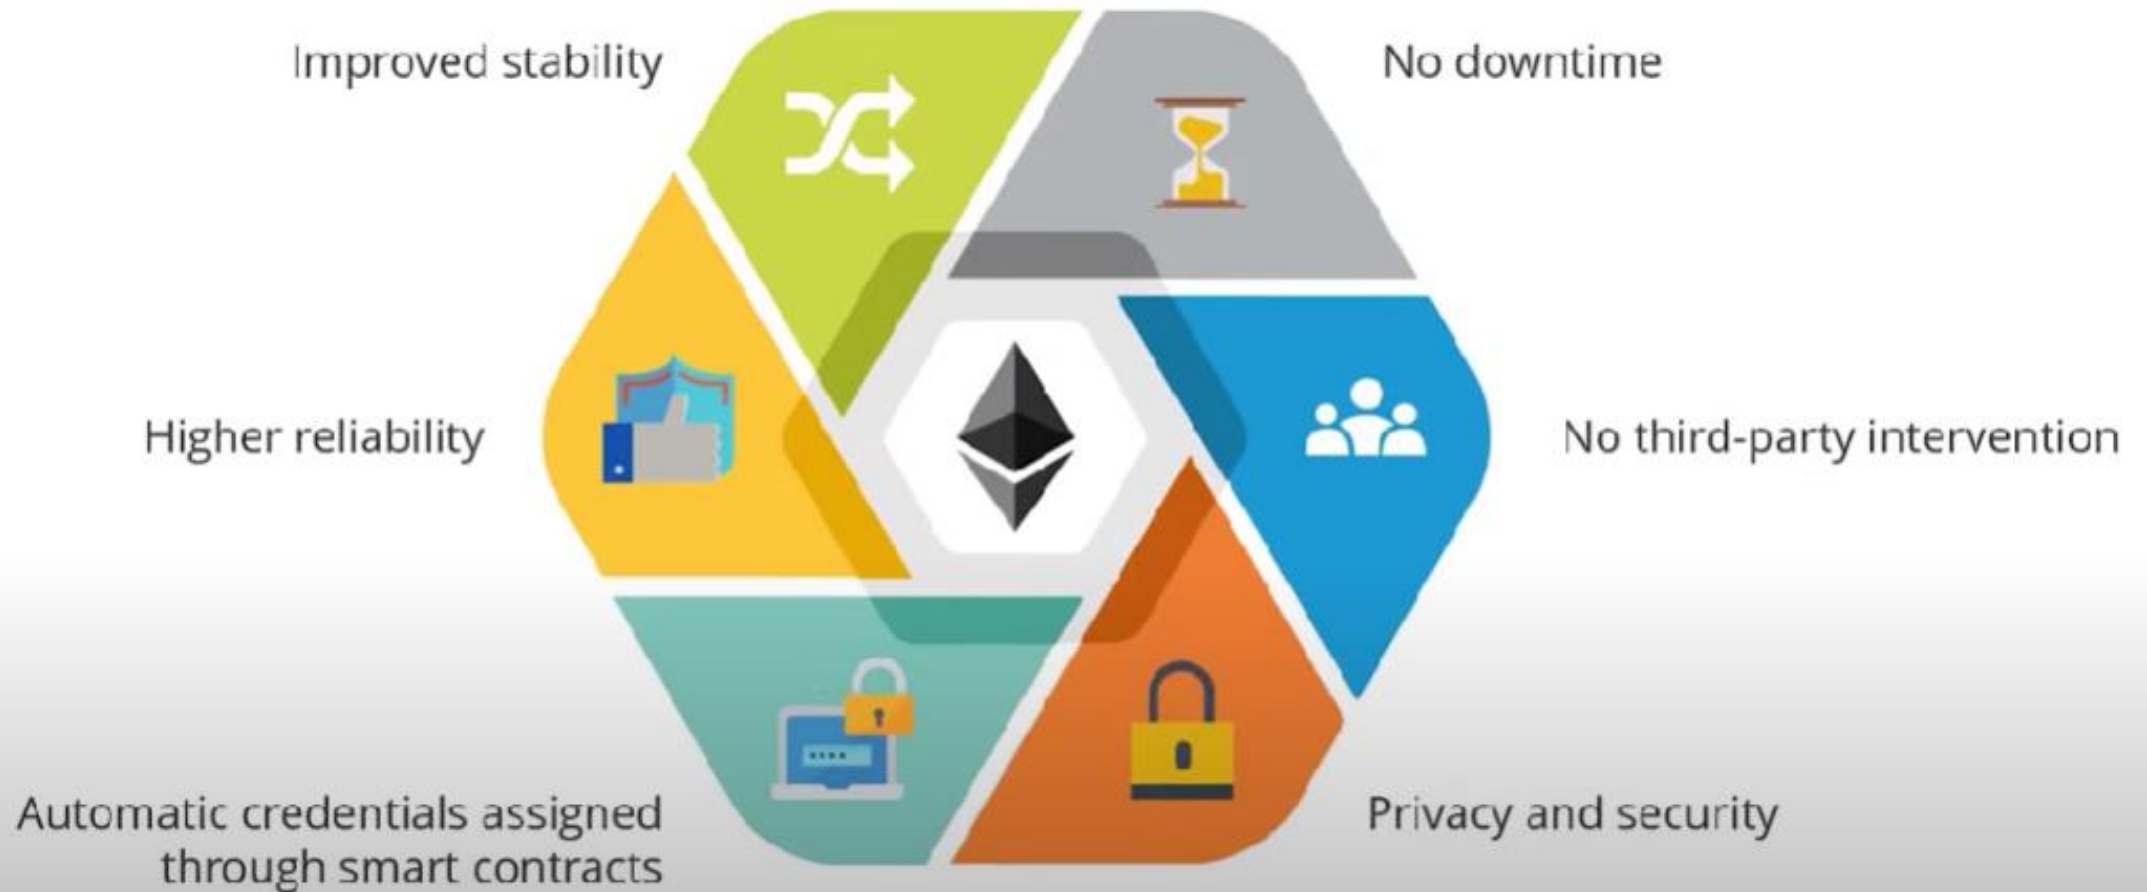 Improved stability
No downtime
Higher reliability
No third-party intervention
Automatic credentials assigned
through smart contracts
Privacy and security